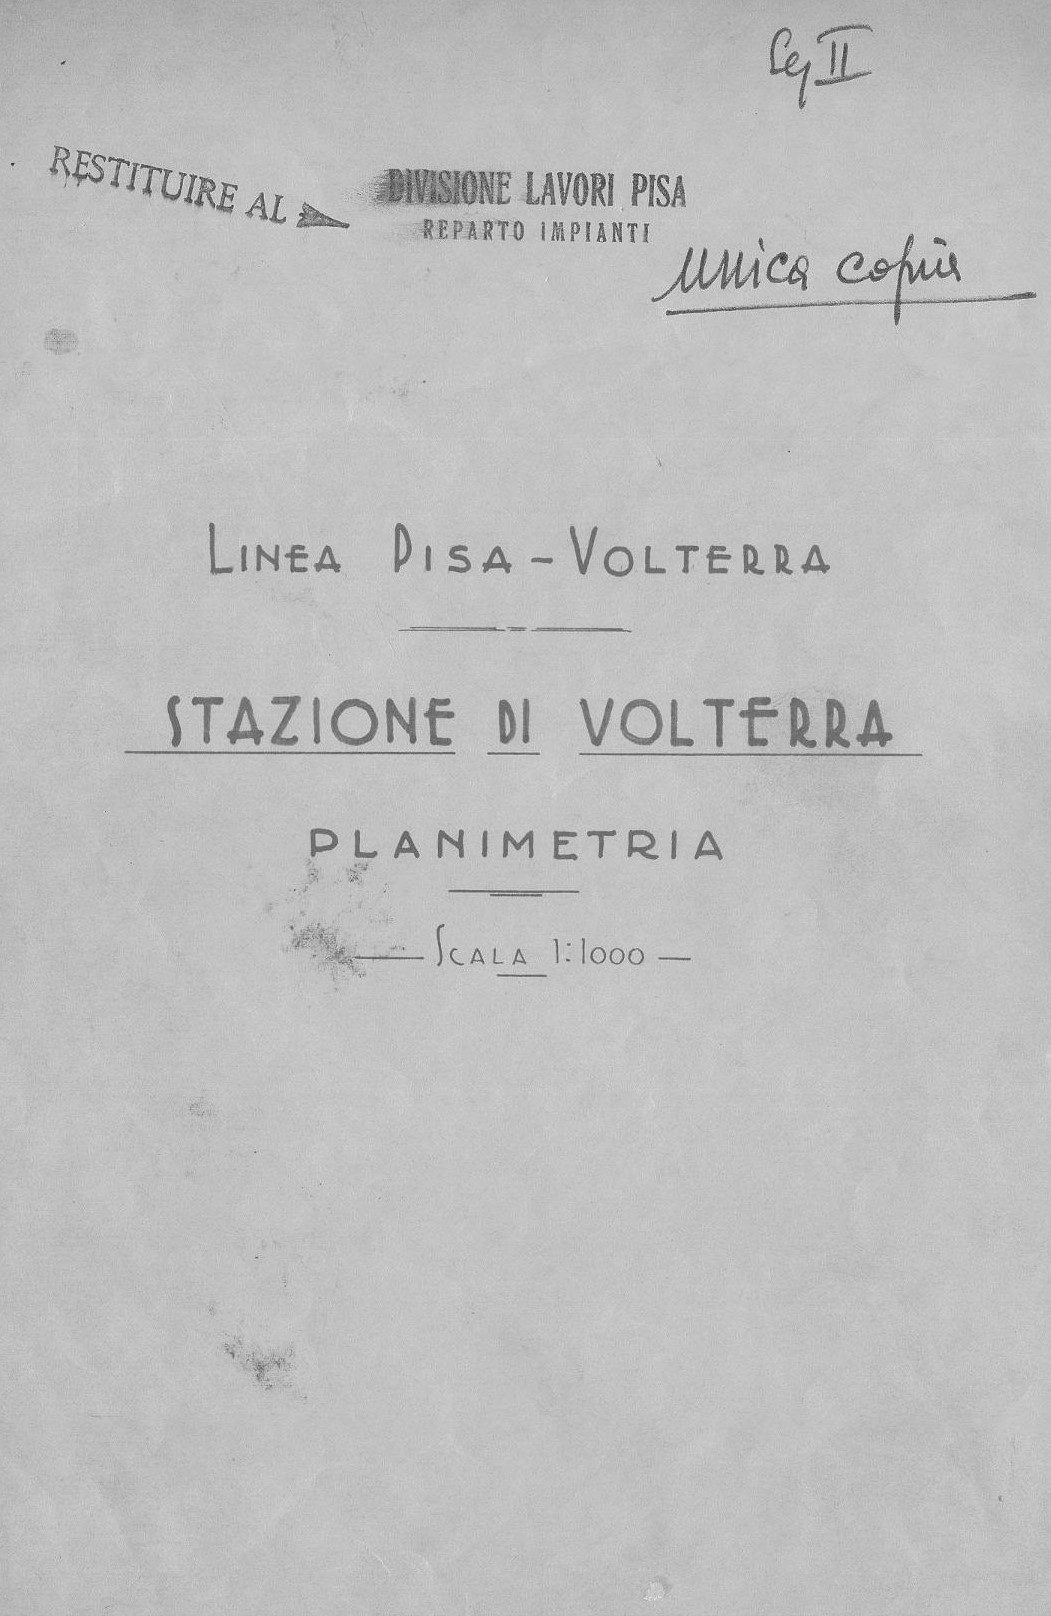 II
RESTITUIRE AL
DIVISIONE LAVORI PISA
REPARTO IMPIANTI
unica copia
LINEA PISA - VOLTERRA
STAZIONE DI VOLTERRA
PLANIMETRIA
SCALA 1:1000